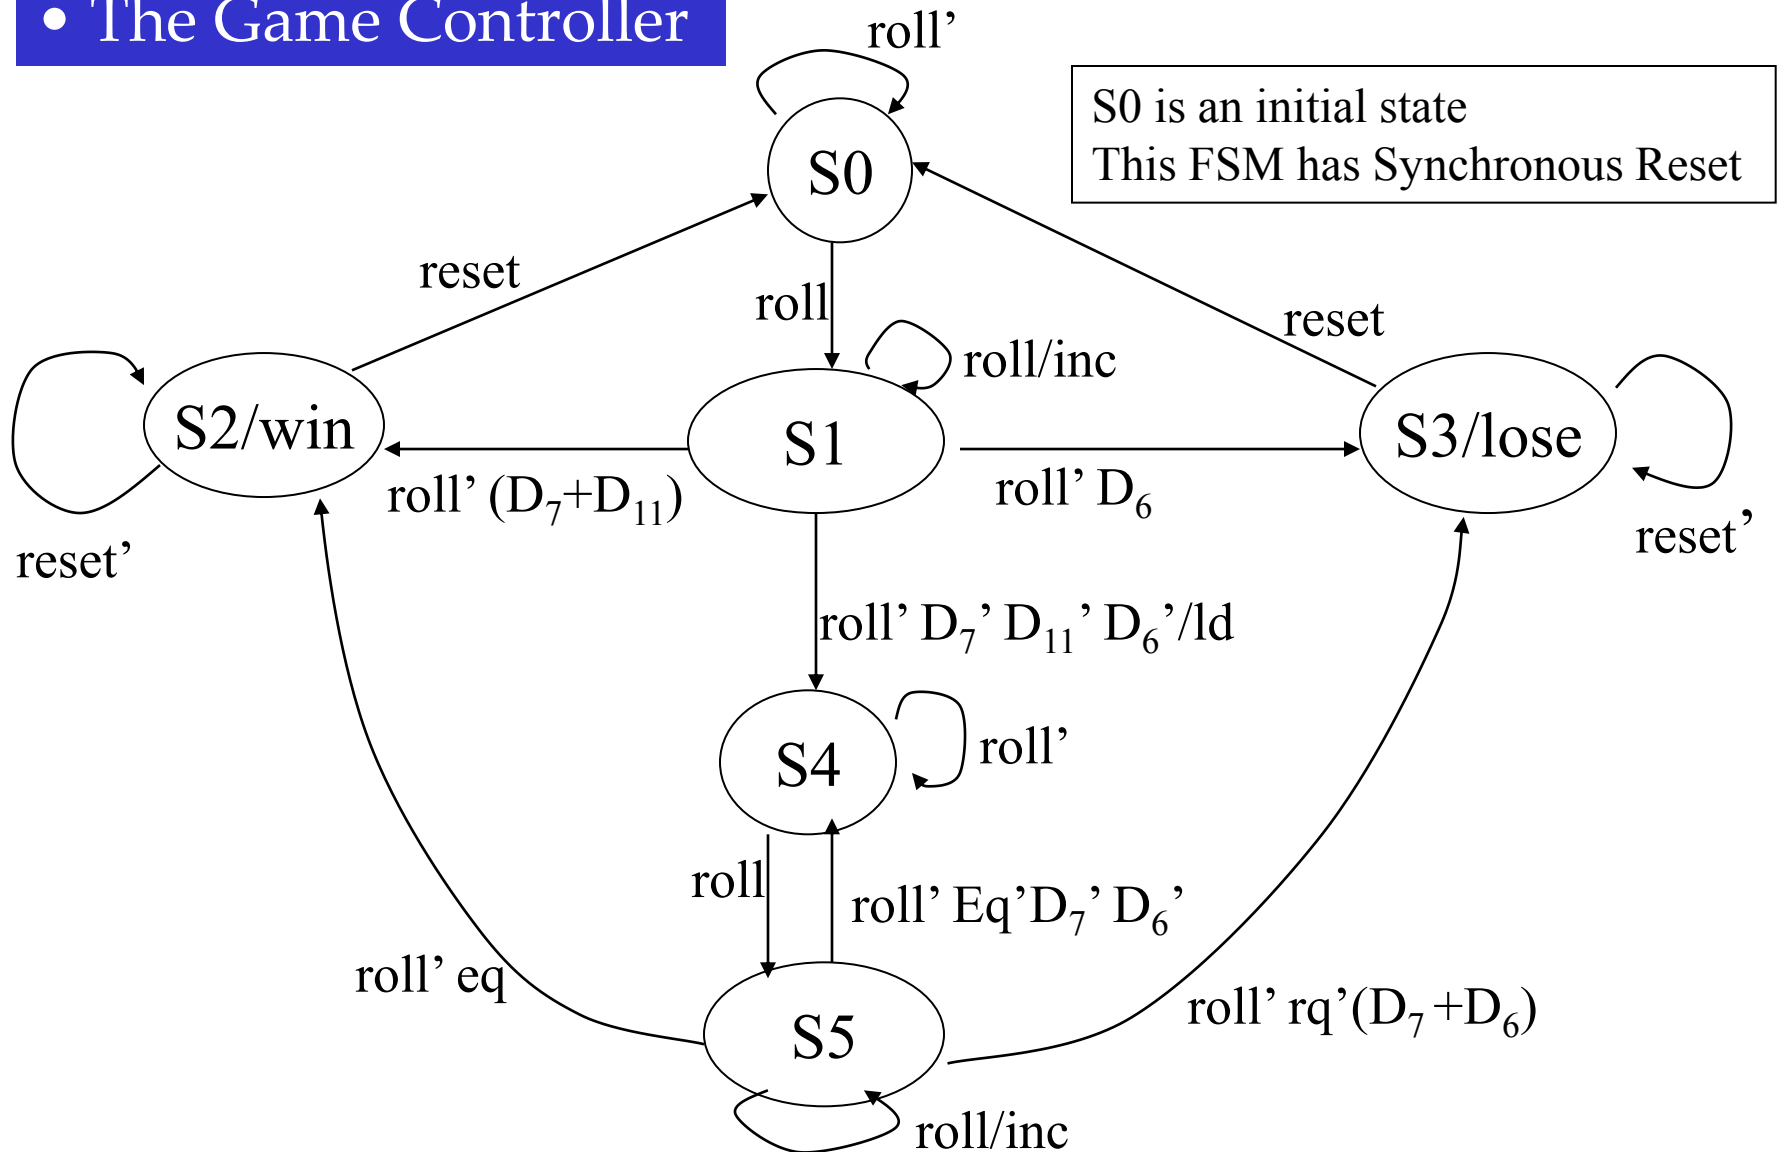 • The Game Controller
roll’
S0 is an initial state
This FSM has Synchronous Reset
S0
reset
roll
reset
roll/inc
S2/win
S1
S3/lose
roll' (D7+D11)
roll' D6
reset’
reset’
roll’ D7’ D11’ D6’/ld
S4
roll’
roll
roll’ Eq’D7’ D6’
roll’ eq
roll’ rq’(D7 +D6)
S5
roll/inc